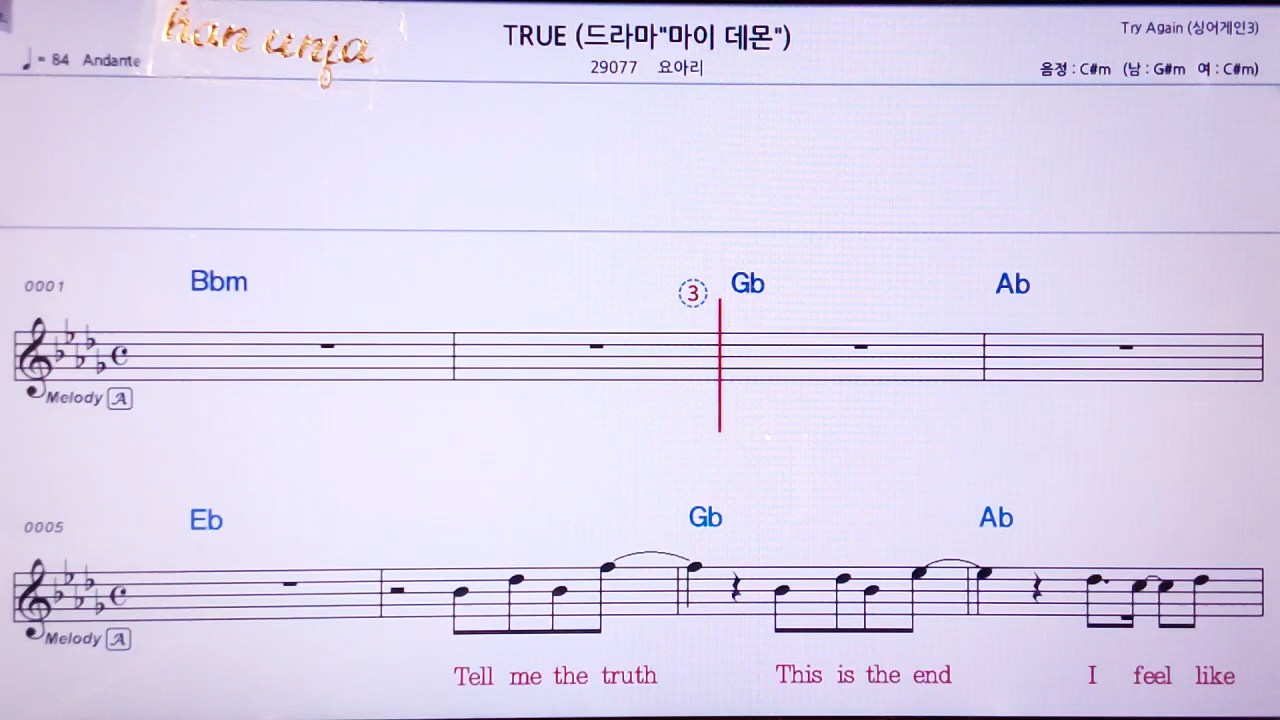 han unja
TRUE (드라마"마이 데몬")
Try Again (싱어게인3)
♩ = 84 Andante
29077 요아리
음정 : C#m (남 : G#m 여 : C#m)
0001 Bbm ③ Gb Ab
Melody A
0005 Eb Gb Ab
Melody A
Tell me the truth This is the end I feel like